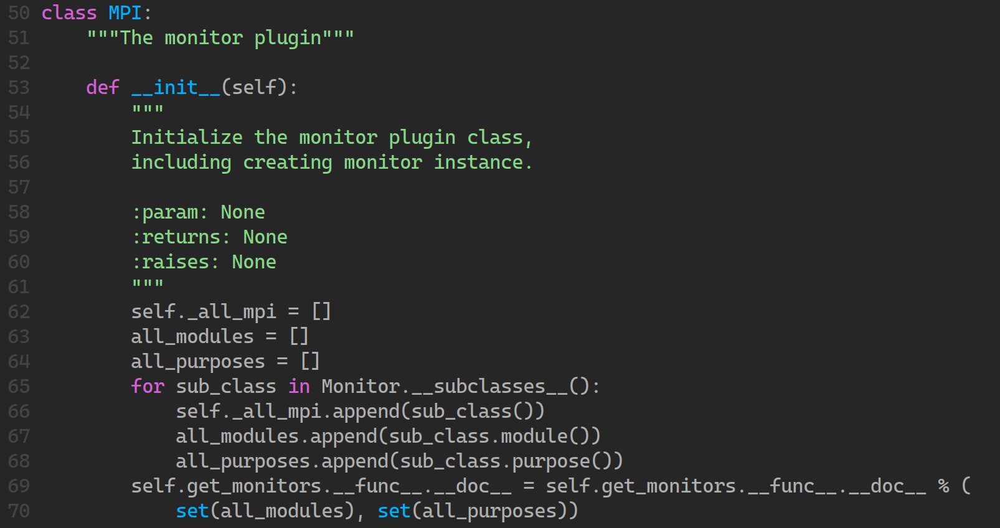 50 class MPI:
51     """The monitor plugin"""
52
53     def __init__(self):
54         """
55         Initialize the monitor plugin class,
56         including creating monitor instance.
57
58         :param: None
59         :returns: None
60         :raises: None
61         """
62         self._all_mpi = []
63         all_modules = []
64         all_purposes = []
65         for sub_class in Monitor.__subclasses__():
66             self._all_mpi.append(sub_class())
67             all_modules.append(sub_class.module())
68             all_purposes.append(sub_class.purpose())
69         self.get_monitors.__func__.__doc__ = self.get_monitors.__func__.__doc__ % (
70             set(all_modules), set(all_purposes))